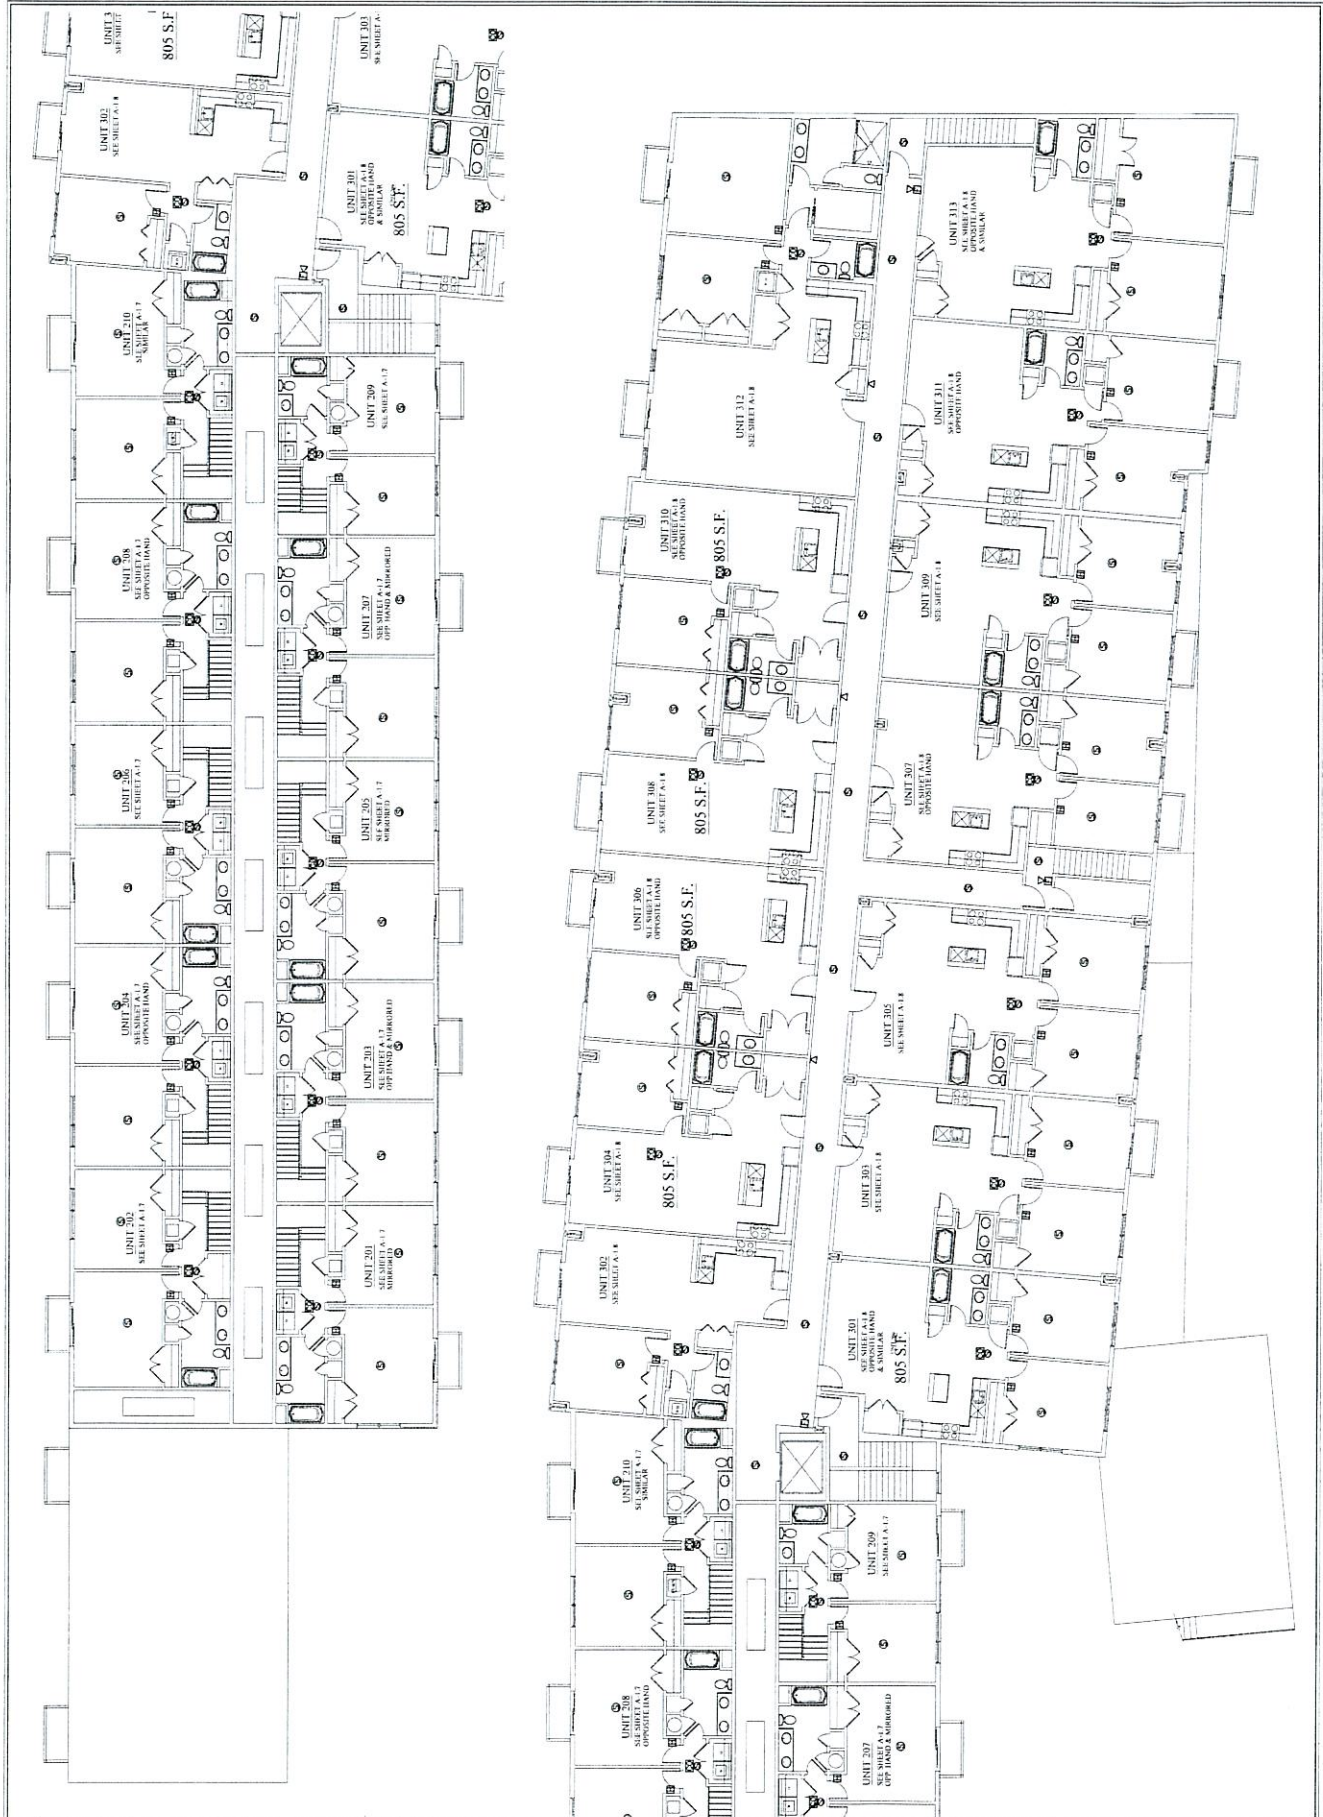 UNIT 3
SEE SHEET
805 S.F.
UNIT 303
SEE SHEET A-
UNIT 302
SEE SHEET A-1.8
UNIT 301
SEE SHEET A-1.8
OPPOSITE HAND
& SIMILAR
805 S.F.
UNIT 210
SEE SHEET A-1.7
SIMILAR
UNIT 209
SEE SHEET A-1.7
UNIT 208
SEE SHEET A-1.7
OPPOSITE HAND
UNIT 207
SEE SHEET A-1.7
OPP. HAND & MIRRORED
UNIT 206
SEE SHEET A-1.7
UNIT 205
SEE SHEET A-1.7
MIRRORED
UNIT 204
SEE SHEET A-1.7
OPPOSITE HAND
UNIT 203
SEE SHEET A-1.7
OPP HAND & MIRRORED
UNIT 202
SEE SHEET A-1.7
UNIT 201
SEE SHEET A-1.7
MIRRORED
UNIT 313
SEE SHEET A-1.8
OPPOSITE HAND
& SIMILAR
UNIT 312
SEE SHEET A-1.8
UNIT 311
SEE SHEET A-1.8
OPPOSITE HAND
UNIT 310
SEE SHEET A-1.8
OPPOSITE HAND
805 S.F.
UNIT 309
SEE SHEET A-1.8
UNIT 308
SEE SHEET A-1.8
805 S.F.
UNIT 307
SEE SHEET A-1.8
OPPOSITE HAND
UNIT 306
SEE SHEET A-1.8
OPPOSITE HAND
805 S.F.
UNIT 305
SEE SHEET A-1.8
UNIT 304
SEE SHEET A-1.8
805 S.F.
UNIT 303
SEE SHEET A-1.8
UNIT 302
SEE SHEET A-1.8
UNIT 301
SEE SHEET A-1.8
OPPOSITE HAND
& SIMILAR
805 S.F.
UNIT 210
SEE SHEET A-1.7
SIMILAR
UNIT 209
SEE SHEET A-1.7
UNIT 208
SEE SHEET A-1.7
OPPOSITE HAND
UNIT 207
SEE SHEET A-1.7
OPP. HAND & MIRRORED